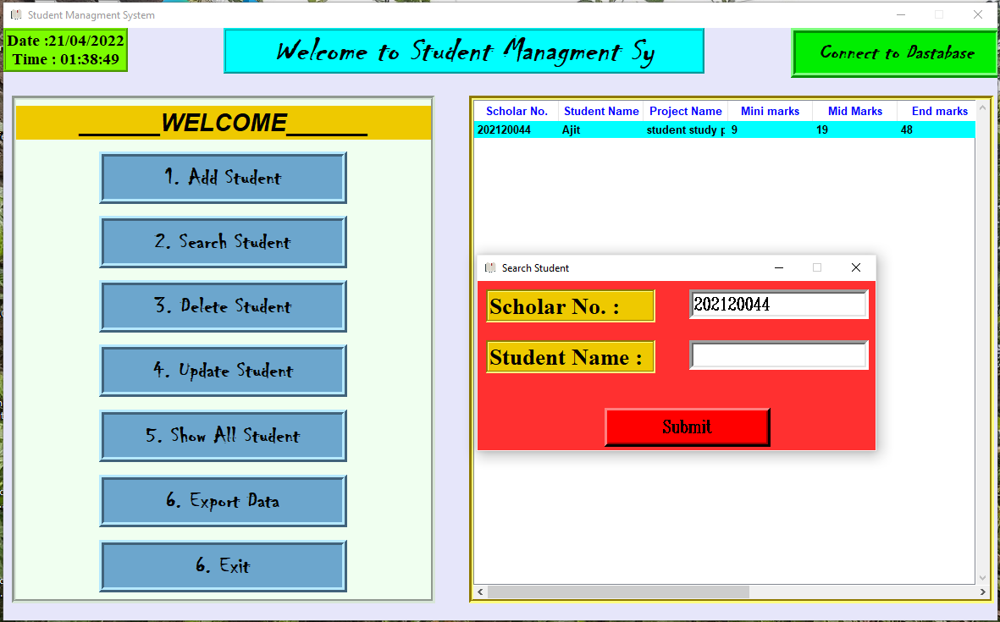 Student Managment System
Date :21/04/2022
Time : 01:38:49
Welcome to Student Managment Sy
Connect to Dastabase
______WELCOME______
1. Add Student
2. Search Student
3. Delete Student
4. Update Student
5. Show All Student
6. Export Data
6. Exit
Scholar No. Student Name Project Name Mini marks Mid Marks End marks
202120044 Ajit student study p 9 19 48
Search Student
Scholar No. : 202120044
Student Name :
Submit